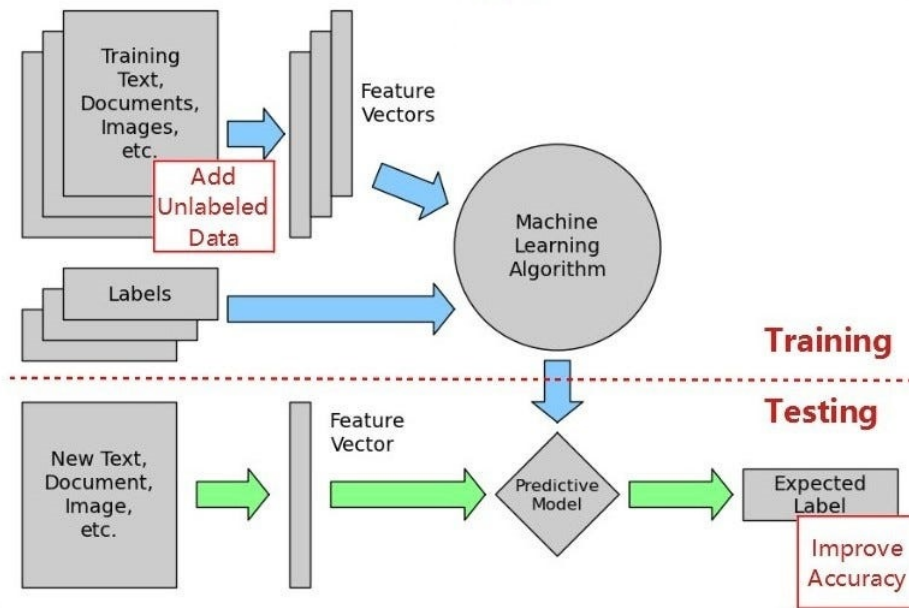 Training
Text,
Documents,
Images,
etc.
Add
Unlabeled
Data
Feature
Vectors
Machine
Learning
Algorithm
Labels
Training
Testing
New Text,
Document,
Image,
etc.
Feature
Vector
Predictive
Model
Expected
Label
Improve
Accuracy